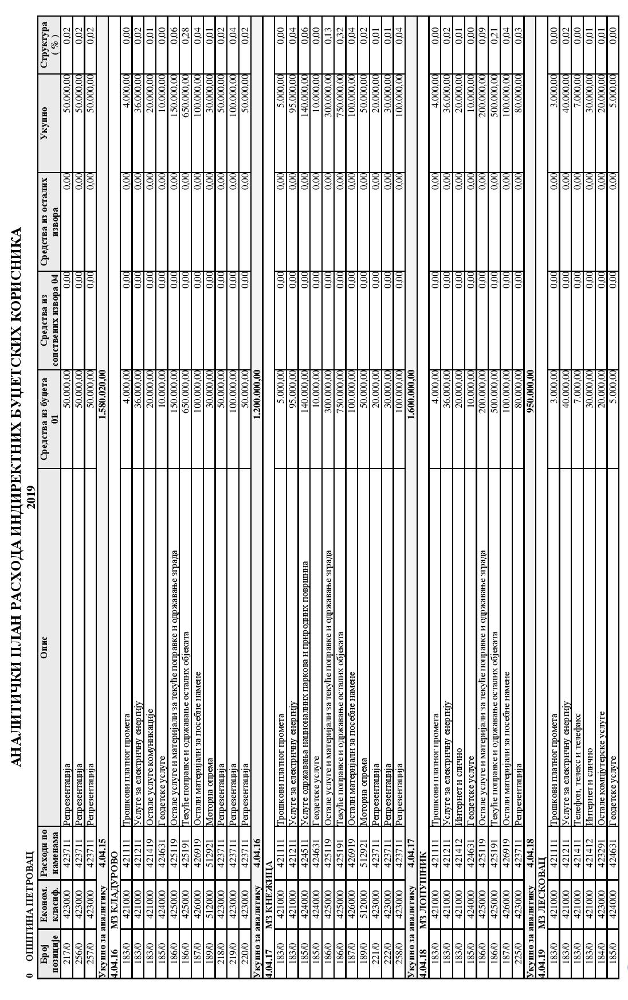 АНАЛИТИЧКИ ПЛАН РАСХОДА ИНДИРЕКТНИХ БУЏЕТСКИХ КОРИСНИКА
2019
0 ОПШТИНА ПЕТРОВАЦ
Број позиције Економ. класиф. Расходи по наменама Опис Средства из буџета 01 Средства из сопствених извора 04 Средства из осталих извора Укупно Структура ( % )
217/0 423000 423711 Репрезентација 50.000,00 0,00 0,00 50.000,00 0,02
256/0 423000 423711 Репрезентација 50.000,00 0,00 0,00 50.000,00 0,02
257/0 423000 423711 Репрезентација 50.000,00 0,00 0,00 50.000,00 0,02
Укупно за аналитику 4.04.15 1.580.020,00
4.04.16 МЗ КЛАДУРОВО
183/0 421000 421111 Трошкови платног промета 4.000,00 0,00 0,00 4.000,00 0,00
183/0 421000 421211 Услуге за електричну енергију 36.000,00 0,00 0,00 36.000,00 0,02
183/0 421000 421419 Остале услуге комуникације 20.000,00 0,00 0,00 20.000,00 0,01
185/0 424000 424631 Геодетске услуге 10.000,00 0,00 0,00 10.000,00 0,00
186/0 425000 425119 Остале услуге и материјали за текуће поправке и одржавање зграда 150.000,00 0,00 0,00 150.000,00 0,06
186/0 425000 425191 Текуће поправке и одржавање осталих објеката 650.000,00 0,00 0,00 650.000,00 0,28
187/0 426000 426919 Остали материјали за посебне намене 100.000,00 0,00 0,00 100.000,00 0,04
189/0 512000 512921 Моторна опрема 30.000,00 0,00 0,00 30.000,00 0,01
218/0 423000 423711 Репрезентација 50.000,00 0,00 0,00 50.000,00 0,02
219/0 423000 423711 Репрезентација 100.000,00 0,00 0,00 100.000,00 0,04
220/0 423000 423711 Репрезентација 50.000,00 0,00 0,00 50.000,00 0,02
Укупно за аналитику 4.04.16 1.200.000,00
4.04.17 МЗ КНЕЖИЦА
183/0 421000 421111 Трошкови платног промета 5.000,00 0,00 0,00 5.000,00 0,00
183/0 421000 421211 Услуге за електричну енергију 95.000,00 0,00 0,00 95.000,00 0,04
185/0 424000 424511 Услуге одржавања националних паркова и природних површина 140.000,00 0,00 0,00 140.000,00 0,06
185/0 424000 424631 Геодетске услуге 10.000,00 0,00 0,00 10.000,00 0,00
186/0 425000 425119 Остале услуге и материјали за текуће поправке и одржавање зграда 300.000,00 0,00 0,00 300.000,00 0,13
186/0 425000 425191 Текуће поправке и одржавање осталих објеката 750.000,00 0,00 0,00 750.000,00 0,32
187/0 426000 426919 Остали материјали за посебне намене 100.000,00 0,00 0,00 100.000,00 0,04
189/0 512000 512921 Моторна опрема 50.000,00 0,00 0,00 50.000,00 0,02
221/0 423000 423711 Репрезентација 20.000,00 0,00 0,00 20.000,00 0,01
222/0 423000 423711 Репрезентација 30.000,00 0,00 0,00 30.000,00 0,01
258/0 423000 423711 Репрезентација 100.000,00 0,00 0,00 100.000,00 0,04
Укупно за аналитику 4.04.17 1.600.000,00
4.04.18 МЗ ЛОПУШНИК
183/0 421000 421111 Трошкови платног промета 4.000,00 0,00 0,00 4.000,00 0,00
183/0 421000 421211 Услуге за електричну енергију 36.000,00 0,00 0,00 36.000,00 0,02
183/0 421000 421412 Интернет и слично 20.000,00 0,00 0,00 20.000,00 0,01
185/0 424000 424631 Геодетске услуге 10.000,00 0,00 0,00 10.000,00 0,00
186/0 425000 425119 Остале услуге и материјали за текуће поправке и одржавање зграда 200.000,00 0,00 0,00 200.000,00 0,09
186/0 425000 425191 Текуће поправке и одржавање осталих објеката 500.000,00 0,00 0,00 500.000,00 0,21
187/0 426000 426919 Остали материјали за посебне намене 100.000,00 0,00 0,00 100.000,00 0,04
225/0 423000 423711 Репрезентација 80.000,00 0,00 0,00 80.000,00 0,03
Укупно за аналитику 4.04.18 950.000,00
4.04.19 МЗ ЛЕСКОВАЦ
183/0 421000 421111 Трошкови платног промета 3.000,00 0,00 0,00 3.000,00 0,00
183/0 421000 421211 Услуге за електричну енергију 40.000,00 0,00 0,00 40.000,00 0,02
183/0 421000 421411 Телефон, телекс и телефакс 7.000,00 0,00 0,00 7.000,00 0,00
183/0 421000 421412 Интернет и слично 30.000,00 0,00 0,00 30.000,00 0,01
184/0 423000 423291 Остале компјутерске услуге 20.000,00 0,00 0,00 20.000,00 0,01
185/0 424000 424631 Геодетске услуге 5.000,00 0,00 0,00 5.000,00 0,00